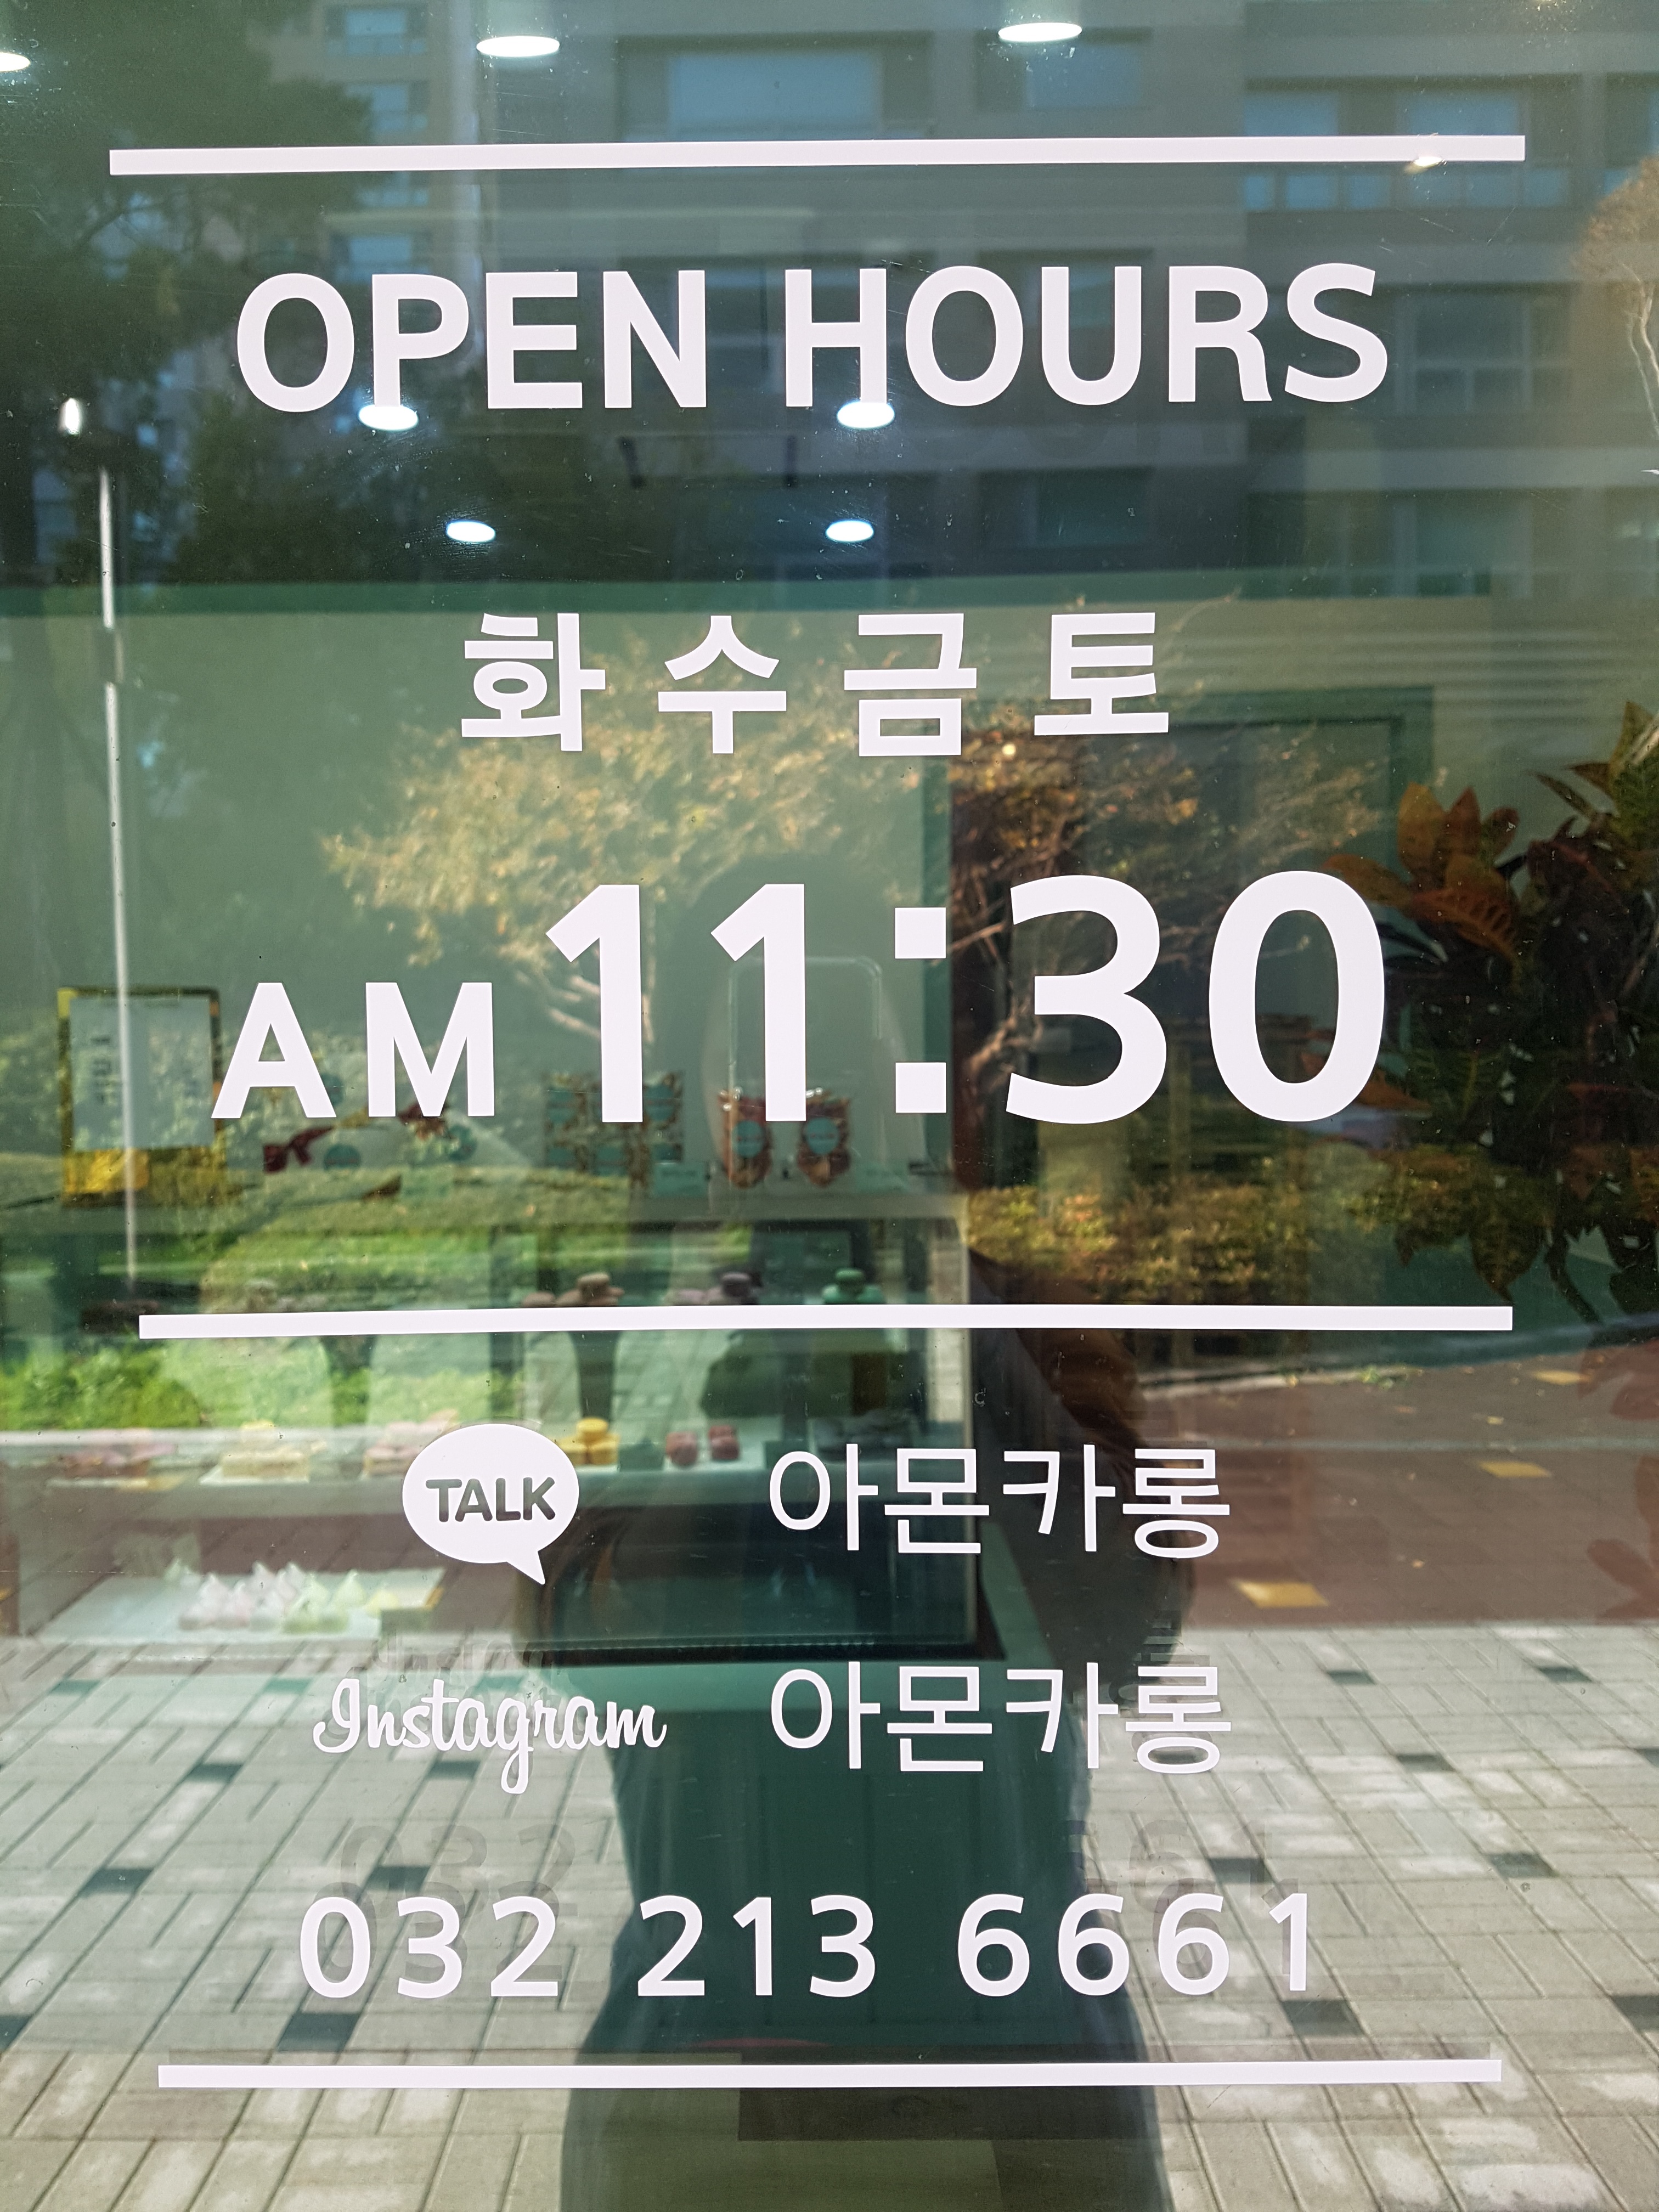 OPEN HOURS
화수금토
AM 11:30
TALK 아몬카롱
Instagram 아몬카롱
032 213 6661